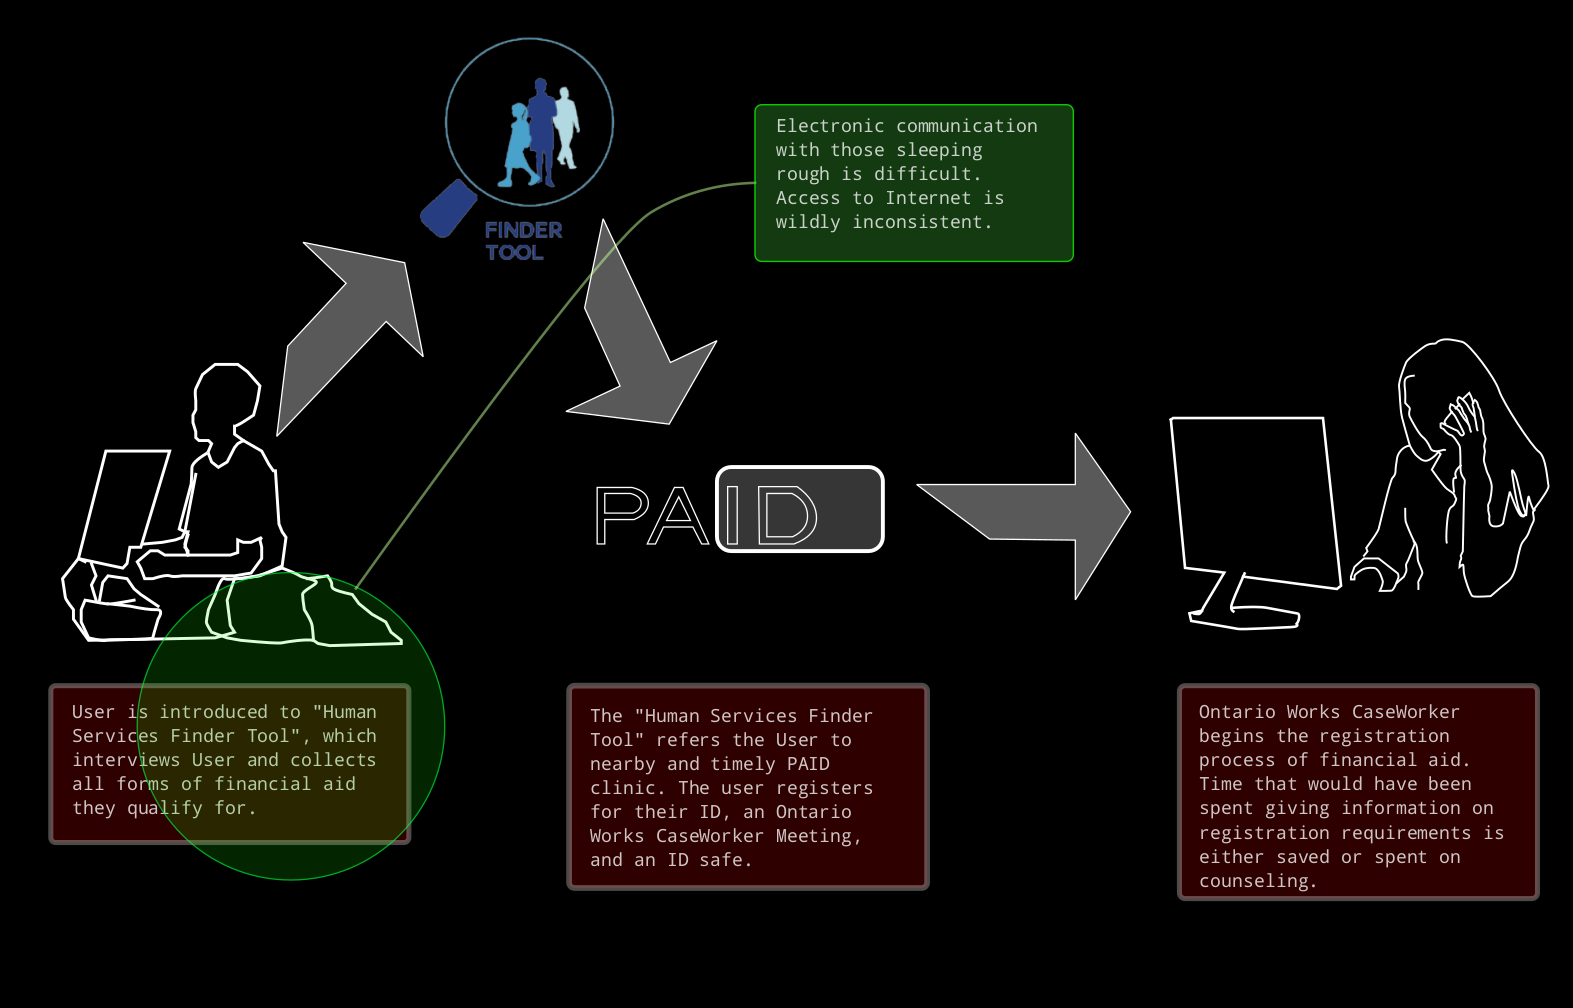 FINDER
TOOL
Electronic communication
with those sleeping
rough is difficult.
Access to Internet is
wildly inconsistent.
PAID
User is introduced to "Human
Services Finder Tool", which
interviews User and collects
all forms of financial aid
they qualify for.
The "Human Services Finder
Tool" refers the User to
nearby and timely PAID
clinic. The user registers
for their ID, an Ontario
Works CaseWorker Meeting,
and an ID safe.
Ontario Works CaseWorker
begins the registration
process of financial aid.
Time that would have been
spent giving information on
registration requirements is
either saved or spent on
counseling.